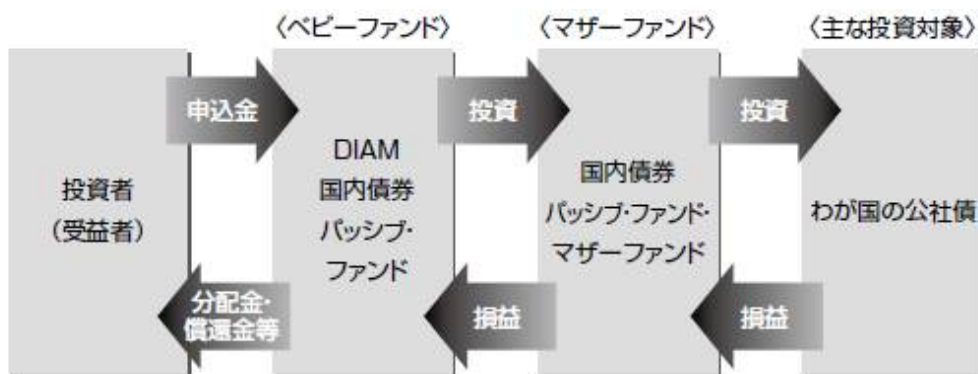 〈ベビーファンド〉
〈マザーファンド〉
〈主な投資対象〉
申込金
投資
投資
投資者
（受益者）
DIAM
国内債券
パッシブ・
ファンド
国内債券
パッシブ・ファンド・
マザーファンド
わが国の公社債
分配金・
償還金等
損益
損益